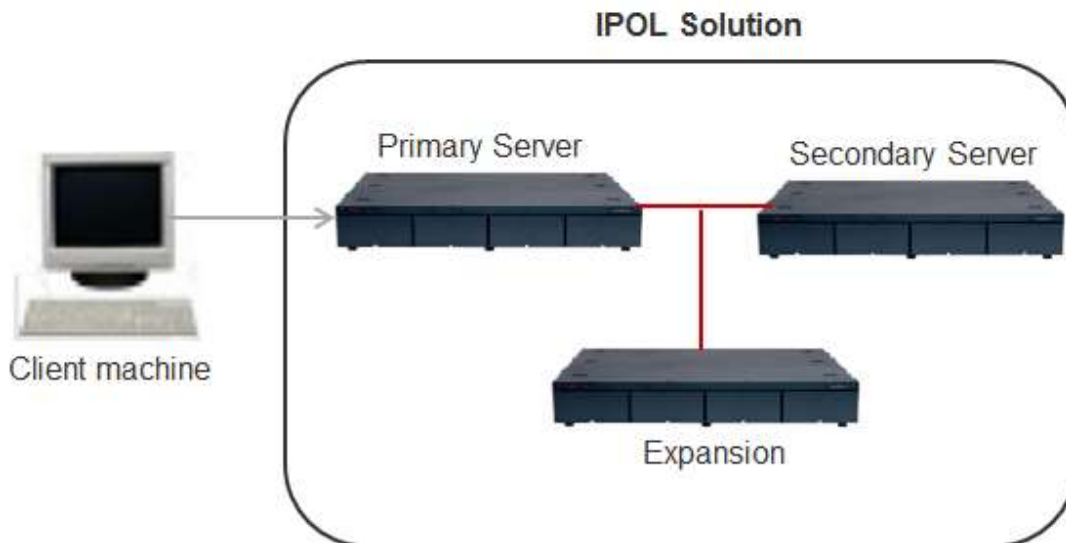 IPOL Solution
Primary Server
Secondary Server
Client machine
Expansion